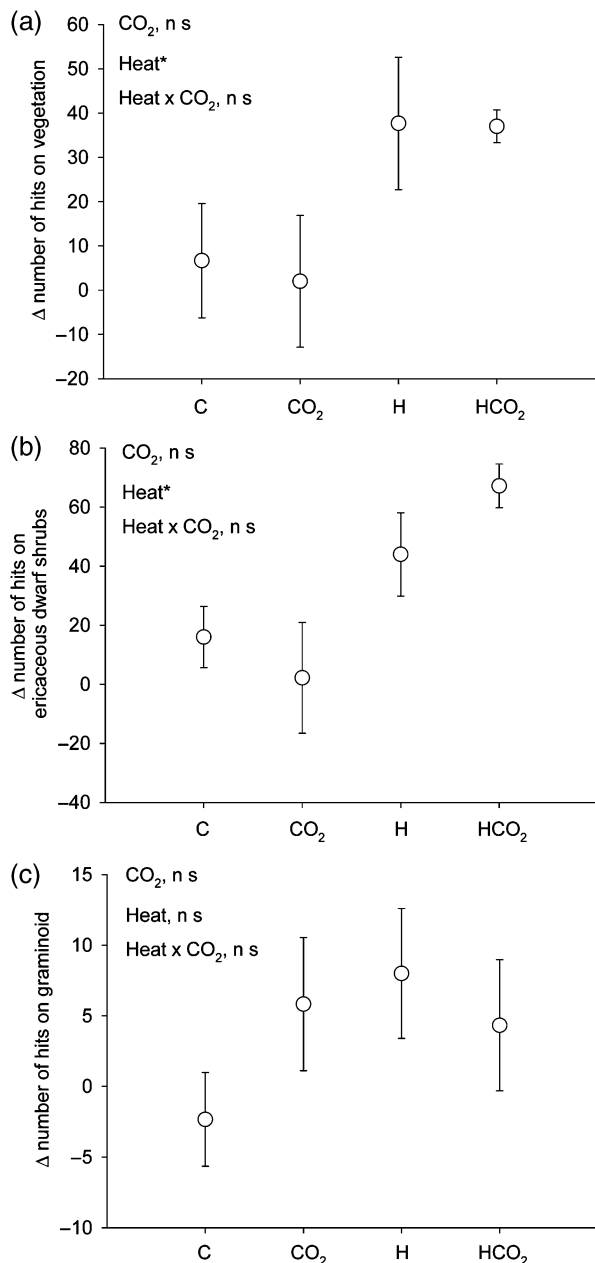 (a)
CO₂, n s
Heat*
Heat x CO₂, n s
Δ number of hits on vegetation
60
50
40
30
20
10
0
–10
–20
C CO₂ H HCO₂
(b)
CO₂, n s
Heat*
Heat x CO₂, n s
Δ number of hits on
ericaceous dwarf shrubs
80
60
40
20
0
–20
–40
C CO₂ H HCO₂
(c)
CO₂, n s
Heat, n s
Heat x CO₂, n s
Δ number of hits on graminoid
15
10
5
0
–5
–10
C CO₂ H HCO₂